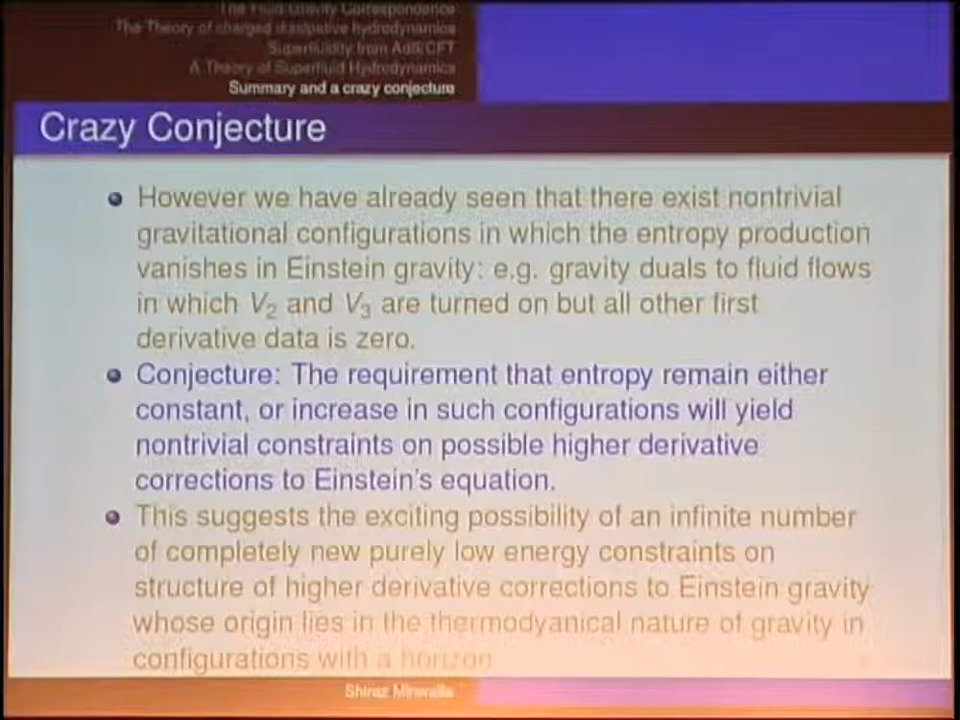 The Fluid Gravity Correspondence
The Theory of charged dissipative hydrodynamics
Superfluidity from AdS/CFT
A Theory of Superfluid Hydrodynamics
Summary and a crazy conjecture
Crazy Conjecture
However we have already seen that there exist nontrivial
gravitational configurations in which the entropy production
vanishes in Einstein gravity: e.g. gravity duals to fluid flows
in which V₂ and V₃ are turned on but all other first
derivative data is zero.
Conjecture: The requirement that entropy remain either
constant, or increase in such configurations will yield
nontrivial constraints on possible higher derivative
corrections to Einstein's equation.
This suggests the exciting possibility of an infinite number
of completely new purely low energy constraints on
structure of higher derivative corrections to Einstein gravity
whose origin lies in the thermodyanical nature of gravity in
configurations with a horizon
Shiraz Minwalla